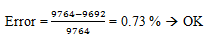 Error = (9764−9692)/9764 = 0.73 % → OK